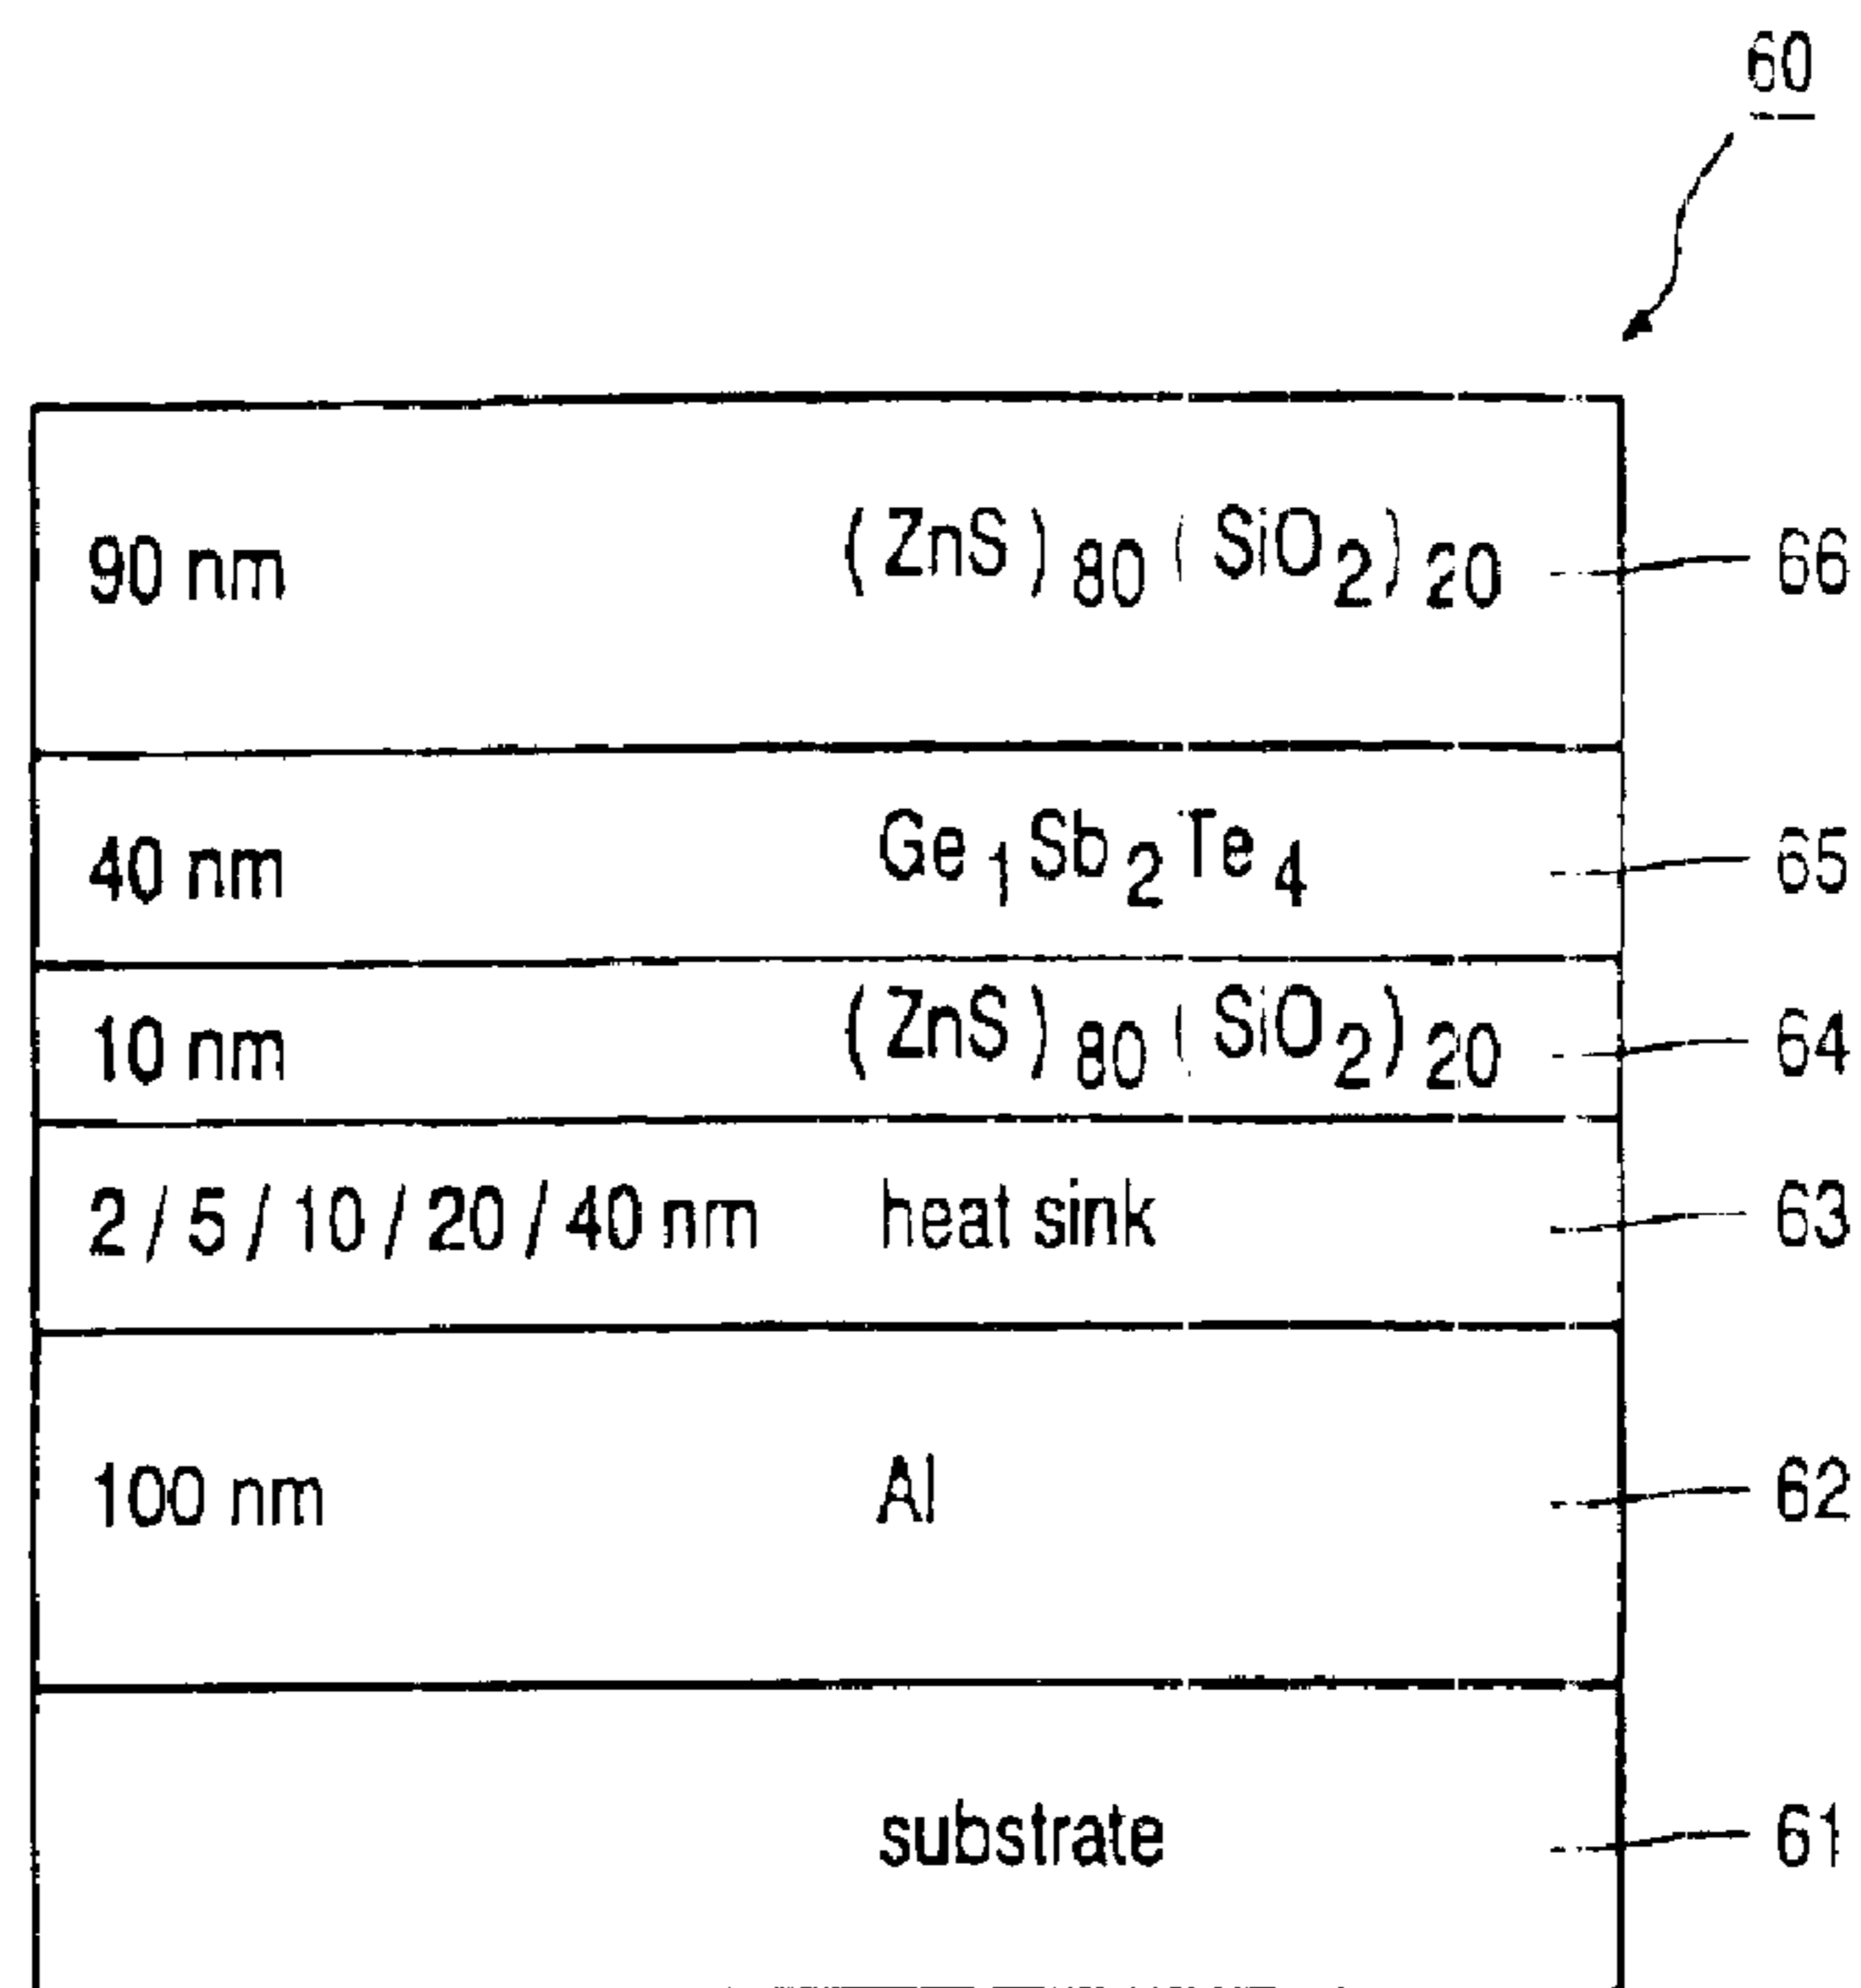 60
90 nm (ZnS)80(SiO2)20 66
40 nm Ge1Sb2Te4 65
10 nm (ZnS)80(SiO2)20 64
2/5/10/20/40 nm heat sink 63
100 nm Al 62
substrate 61